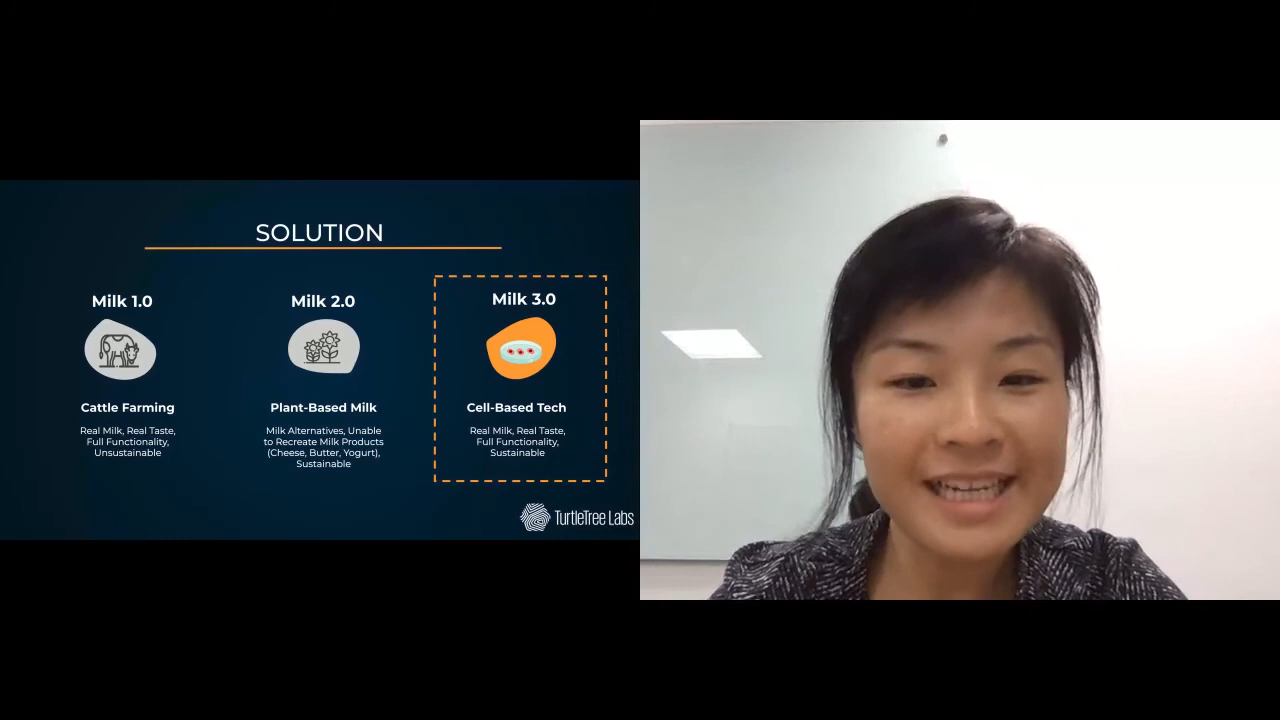 SOLUTION
Milk 1.0
Cattle Farming
Real Milk, Real Taste,
Full Functionality,
Unsustainable
Milk 2.0
Plant-Based Milk
Milk Alternatives, Unable
to Recreate Milk Products
(Cheese, Butter, Yogurt),
Sustainable
Milk 3.0
Cell-Based Tech
Real Milk, Real Taste,
Full Functionality,
Sustainable
TurtleTree Labs